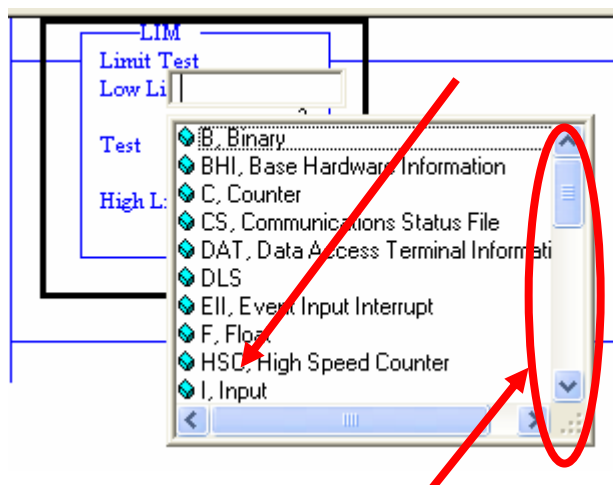 LIM
Limit Test
Low Li
Test
High Li
B, Binary
BHI, Base Hardware Information
C, Counter
CS, Communications Status File
DAT, Data Access Terminal Informati
DLS
EII, Event Input Interrupt
F, Float
HSC, High Speed Counter
I, Input